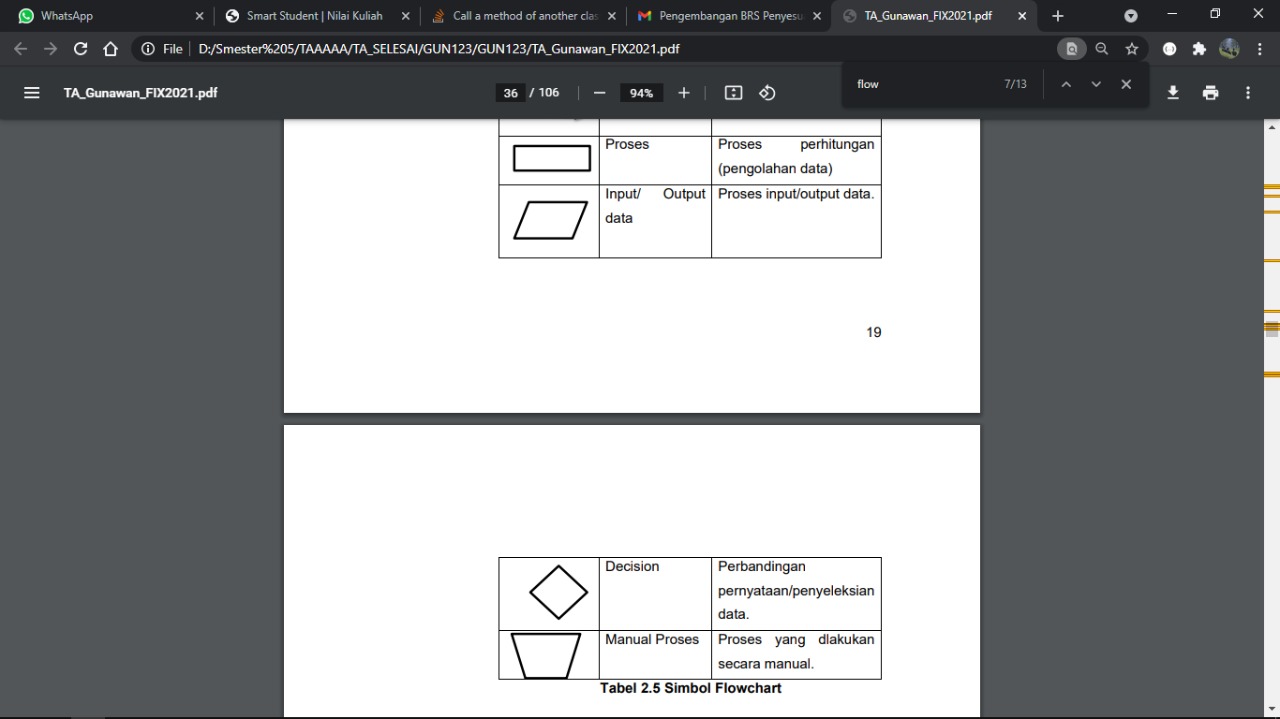 WhatsApp
Smart Student | Nilai Kuliah
Call a method of another clas
Pengembangan BRS Penyesu
TA_Gunawan_FIX2021.pdf
File
D:/Smester%205/TAAAAA/TA_SELESAI/GUN123/GUN123/TA_Gunawan_FIX2021.pdf
TA_Gunawan_FIX2021.pdf
36 / 106
94%
flow
7/13
Proses
Proses perhitungan
(pengolahan data)
Input/ Output
data
Proses input/output data.
19
Decision
Perbandingan
pernyataan/penyeleksian
data.
Manual Proses
Proses yang dlakukan
secara manual.
Tabel 2.5 Simbol Flowchart